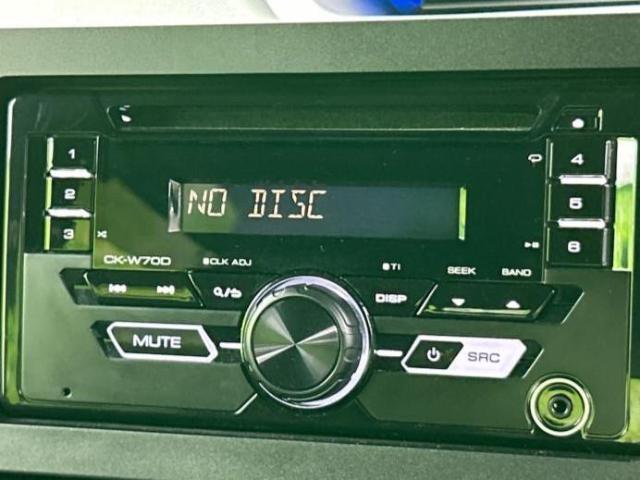 1
4
2
NO DISC
5
3
6
CK-W70D
CLK ADJ
TI
SEEK
BAND
DISP
MUTE
SRC